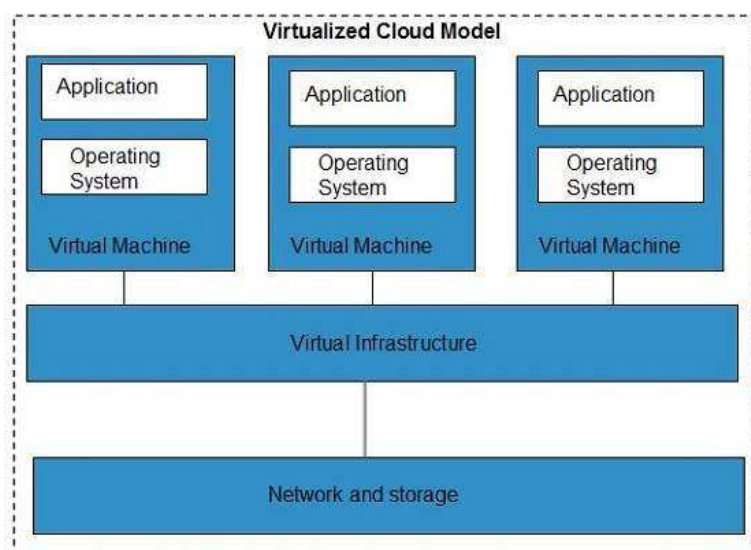 Virtualized Cloud Model
Application
Operating
System
Virtual Machine
Application
Operating
System
Virtual Machine
Application
Operating
System
Virtual Machine
Virtual Infrastructure
Network and storage